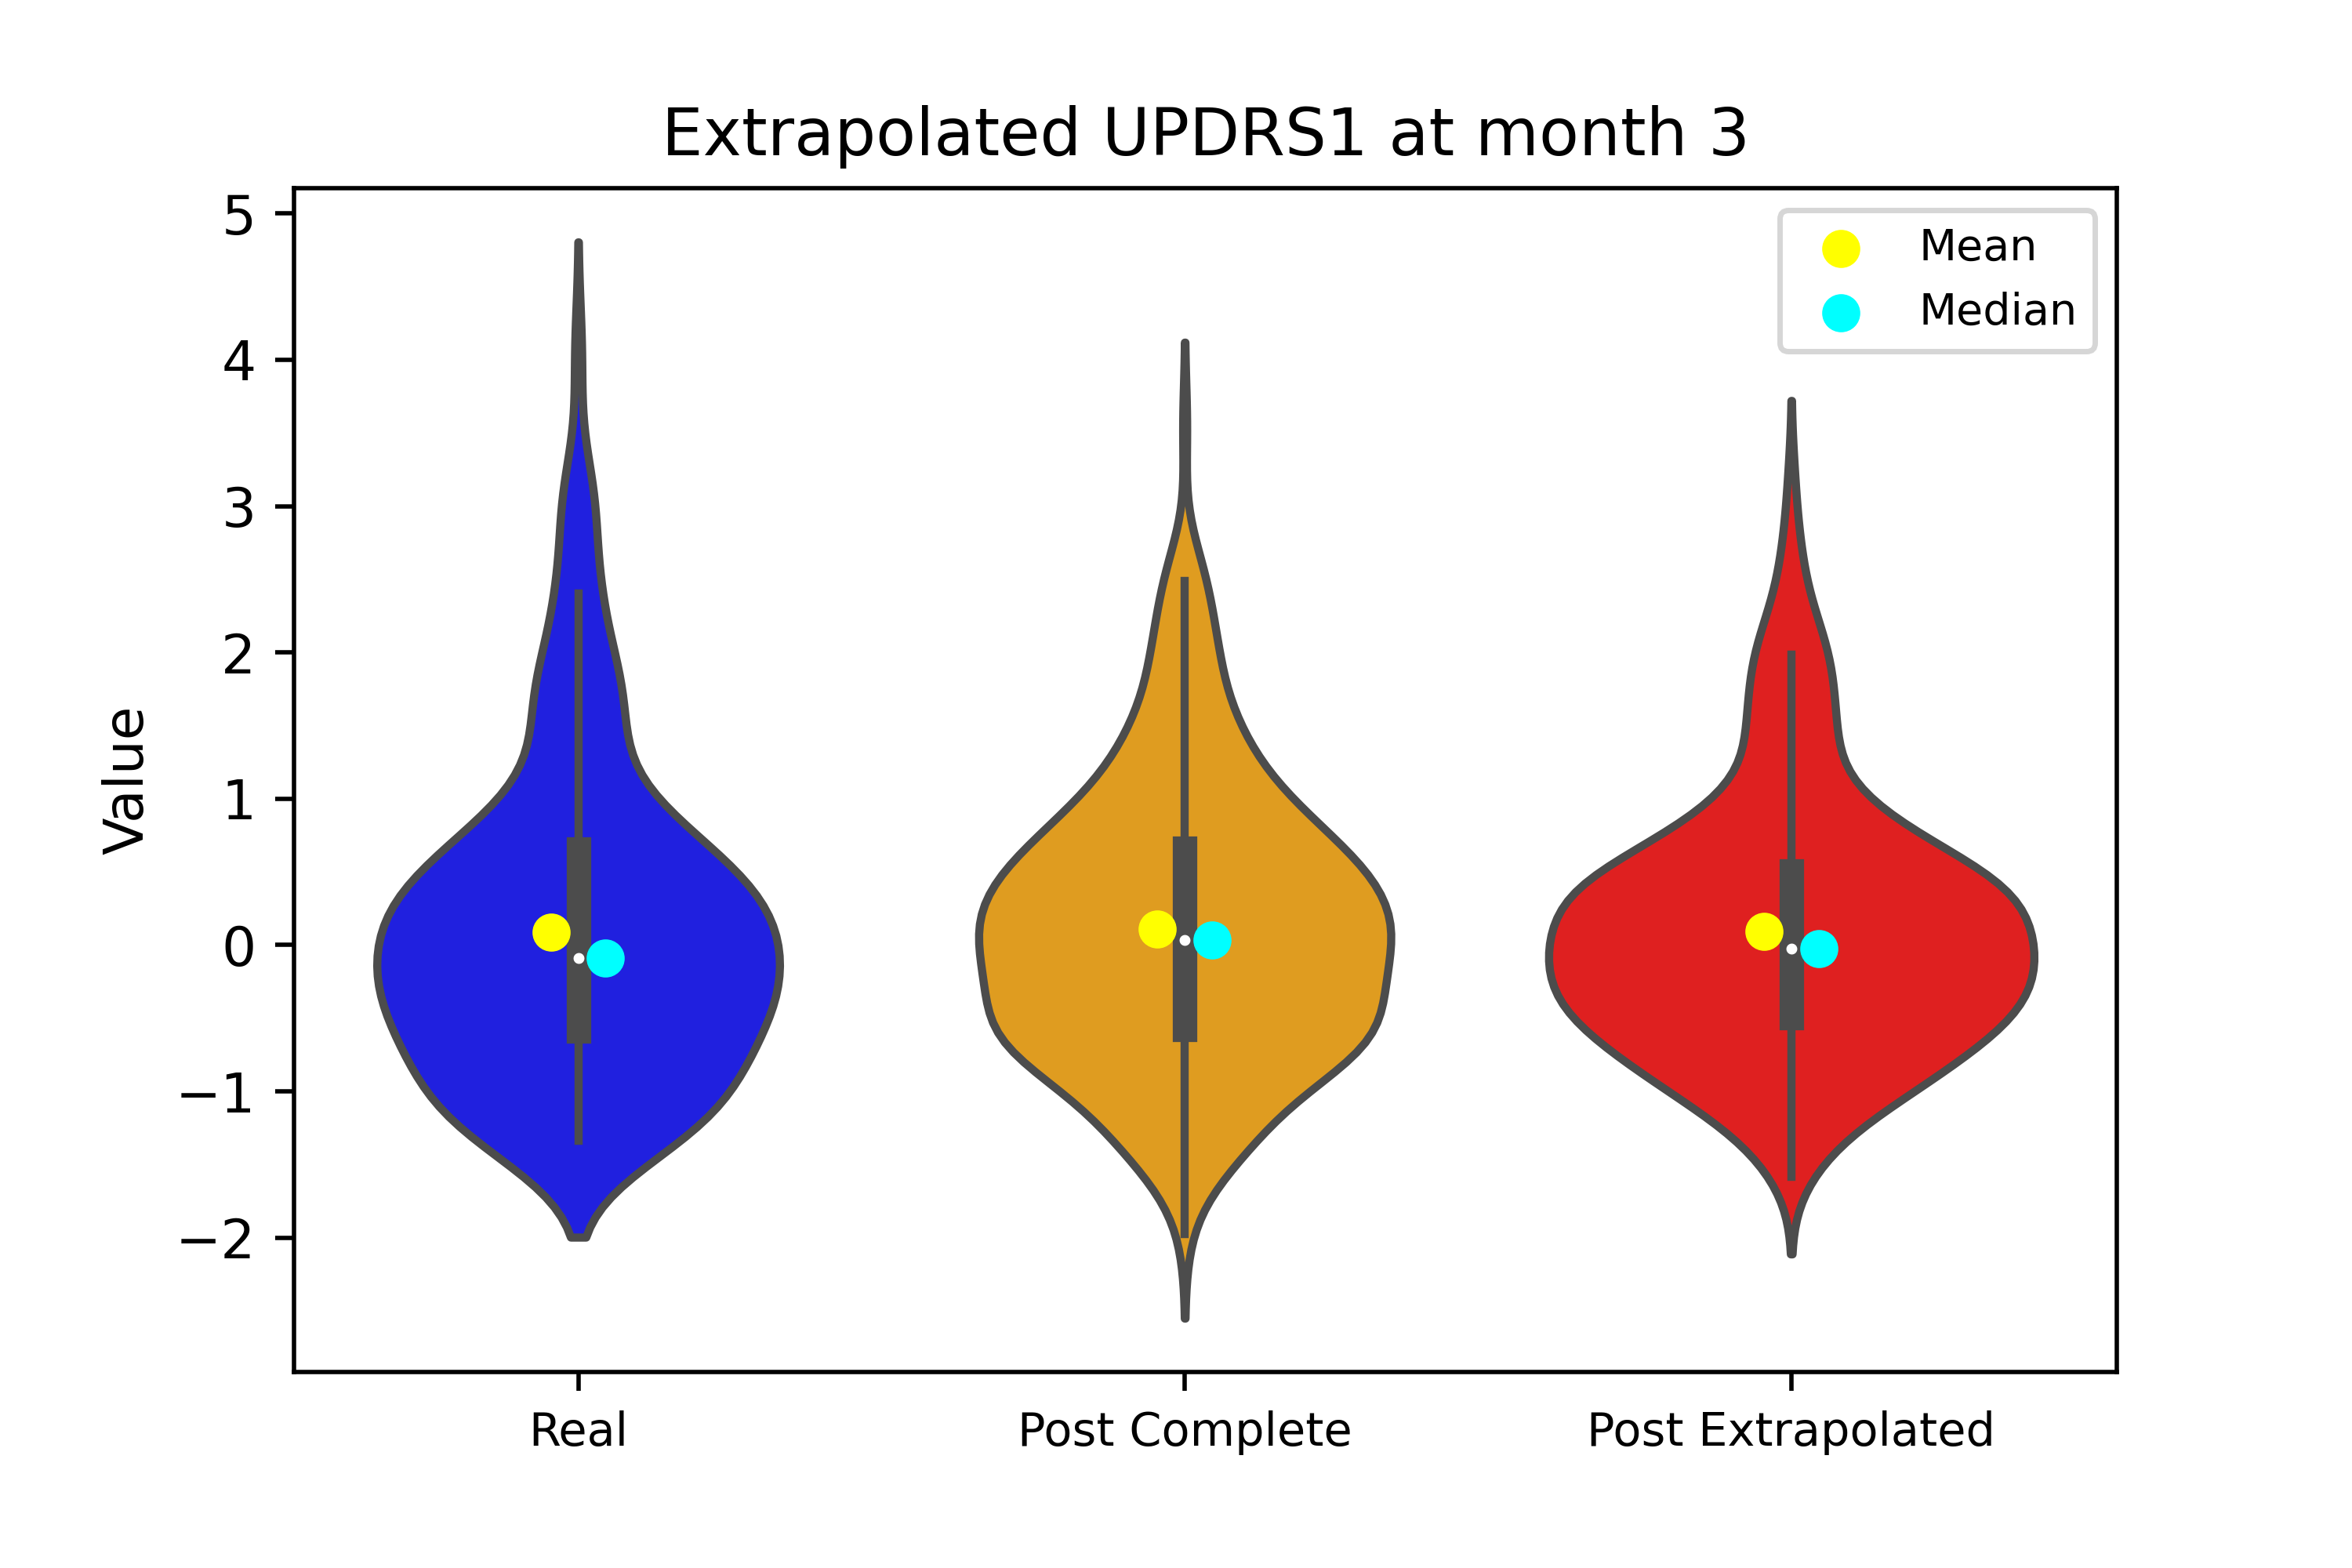 Extrapolated UPDRS1 at month 3
5
4
3
2
1
0
−1
−2
Value
Mean
Median
Real
Post Complete
Post Extrapolated